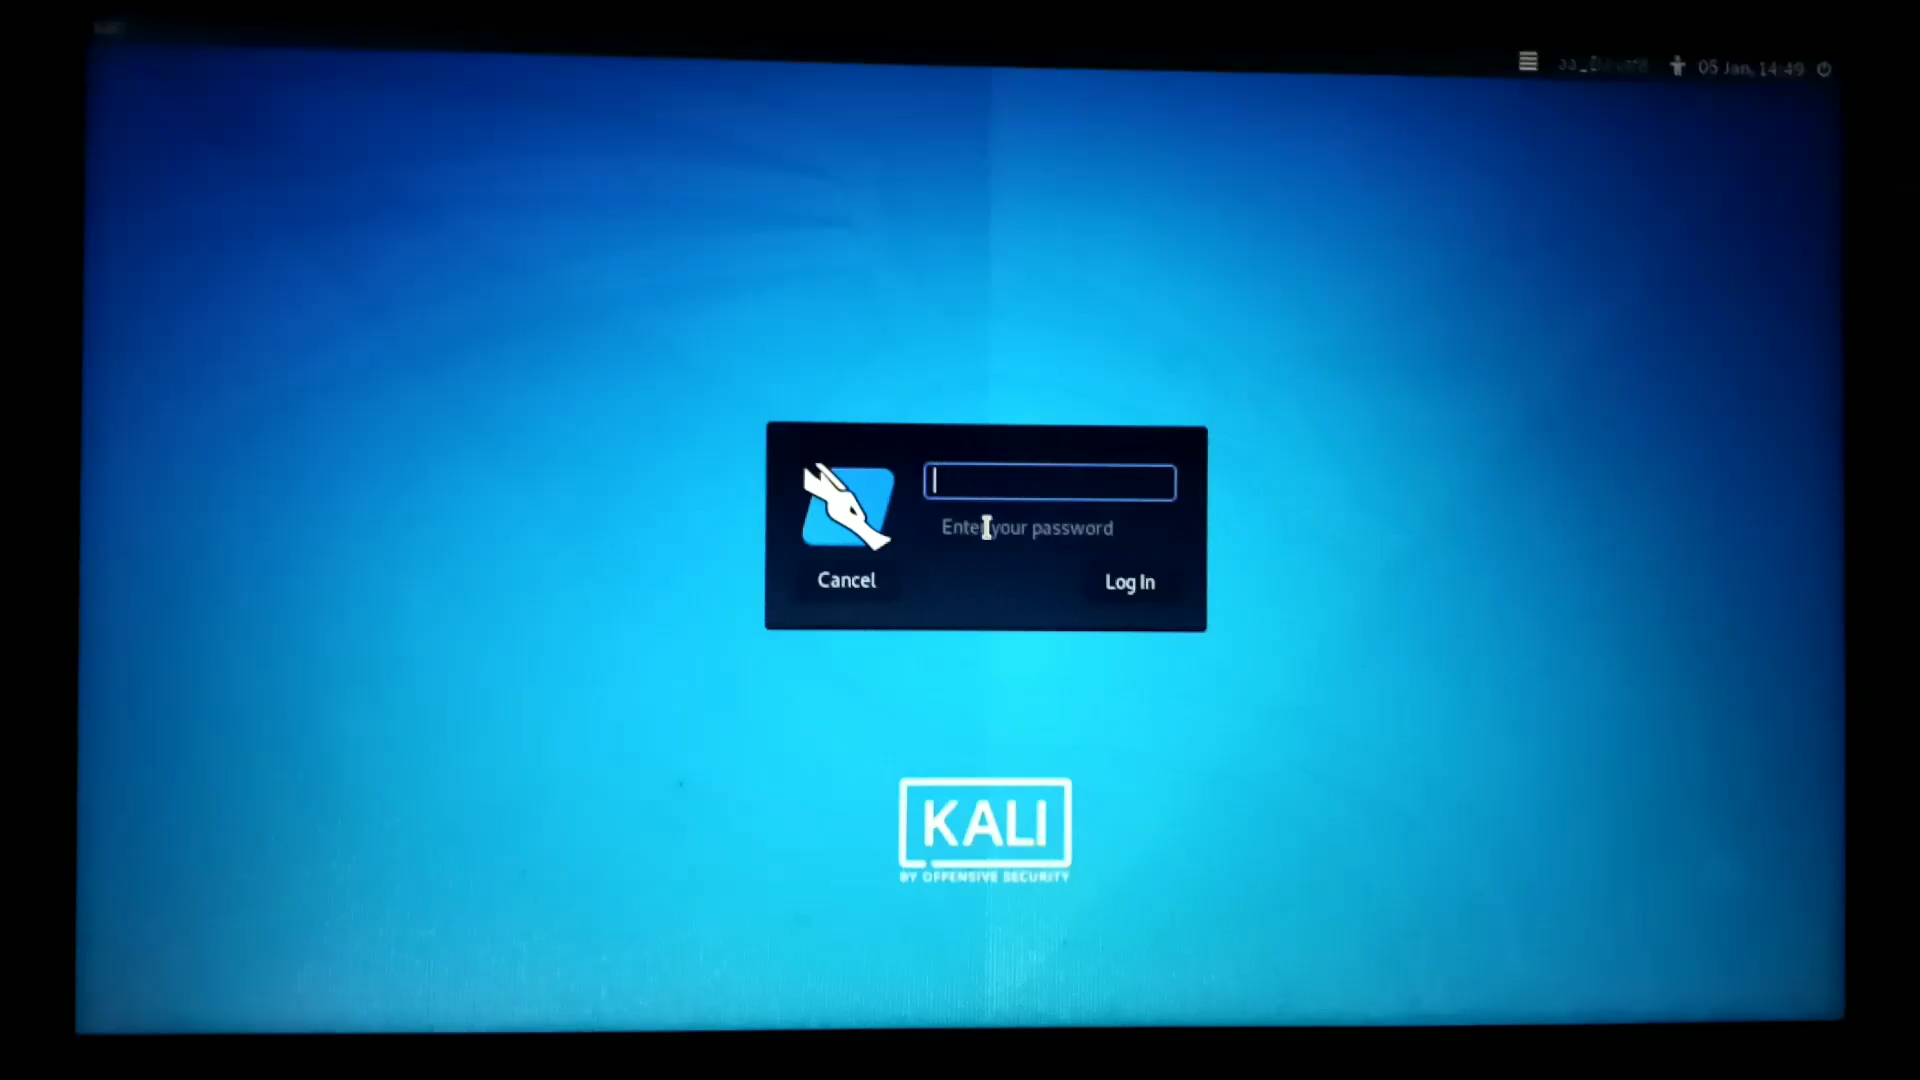 05 Jan, 14:49
Enter your password
Cancel
Log In
KALI
BY OFFENSIVE SECURITY